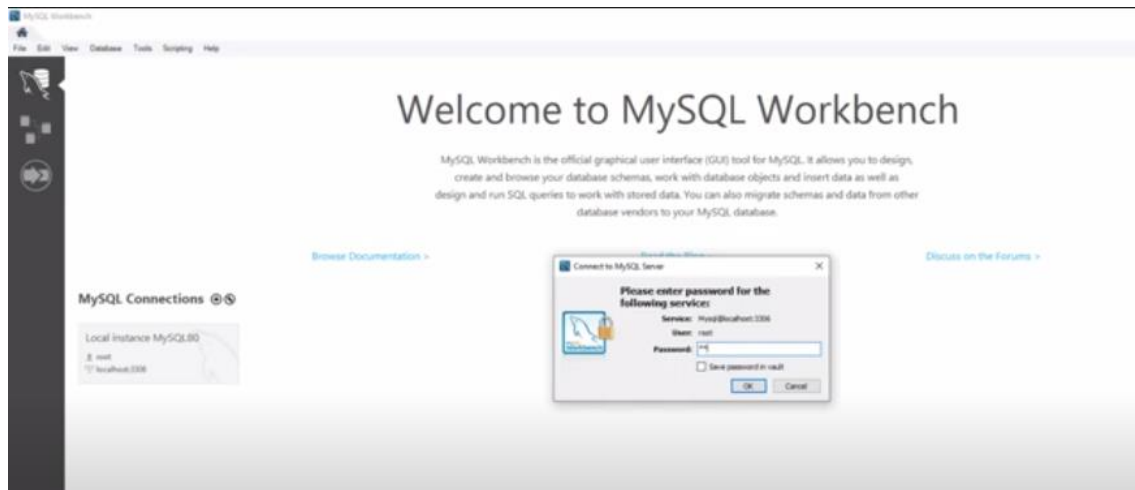 MySQL Workbench
File Edit View Database Tools Scripting Help
Welcome to MySQL Workbench
MySQL Workbench is the official graphical user interface (GUI) tool for MySQL. It allows you to design,
create and browse your database schemas, work with database objects and insert data as well as
design and run SQL queries to work with stored data. You can also migrate schemas and data from other
database vendors to your MySQL database.
Browse Documentation >
Discuss on the Forums >
Connect to MySQL Server
Please enter password for the
following service:
Service: Mysql@localhost:3306
User: root
Password: **
Save password in vault
OK Cancel
MySQL Connections
Local instance MySQL80
root
localhost:3306